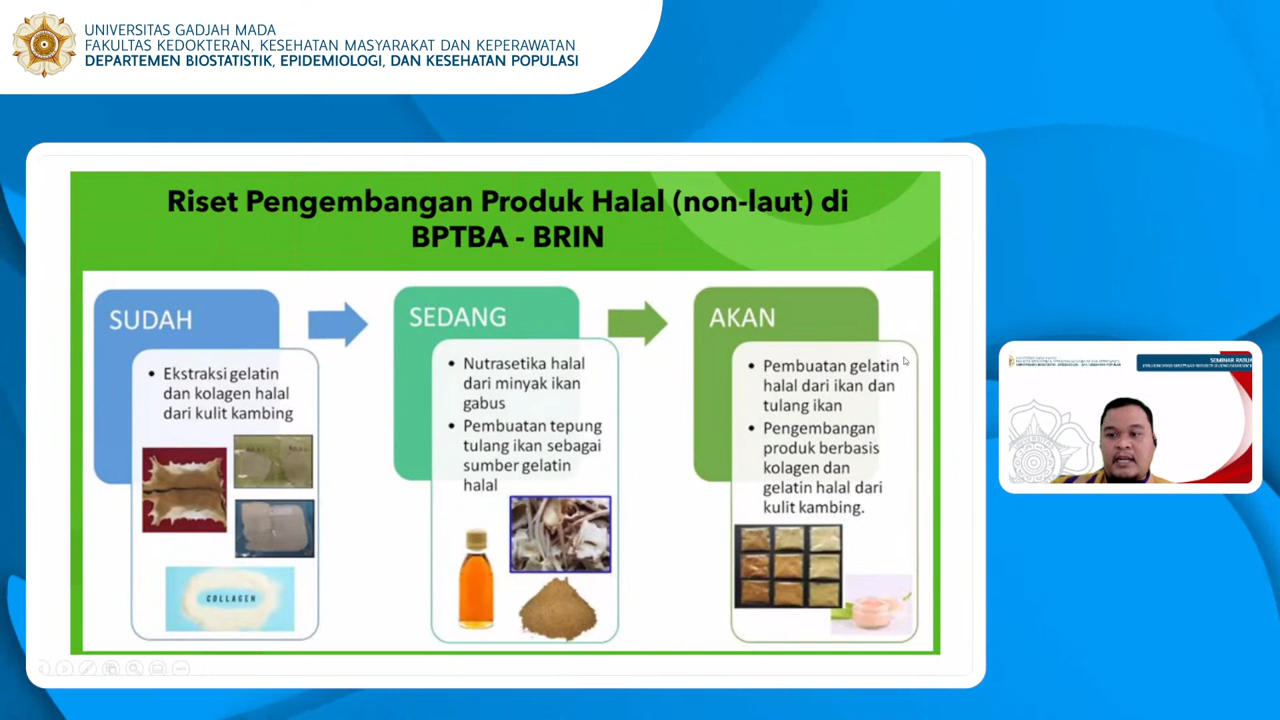 UNIVERSITAS GADJAH MADA
FAKULTAS KEDOKTERAN, KESEHATAN MASYARAKAT DAN KEPERAWATAN
DEPARTEMEN BIOSTATISTIK, EPIDEMIOLOGI, DAN KESEHATAN POPULASI
Riset Pengembangan Produk Halal (non-laut) di
BPTBA - BRIN
SUDAH
• Ekstraksi gelatin
dan kolagen halal
dari kulit kambing
COLLAGEN
SEDANG
• Nutrasetika halal
dari minyak ikan
gabus
• Pembuatan tepung
tulang ikan sebagai
sumber gelatin
halal
AKAN
• Pembuatan gelatin
halal dari ikan dan
tulang ikan
• Pengembangan
produk berbasis
kolagen dan
gelatin halal dari
kulit kambing.